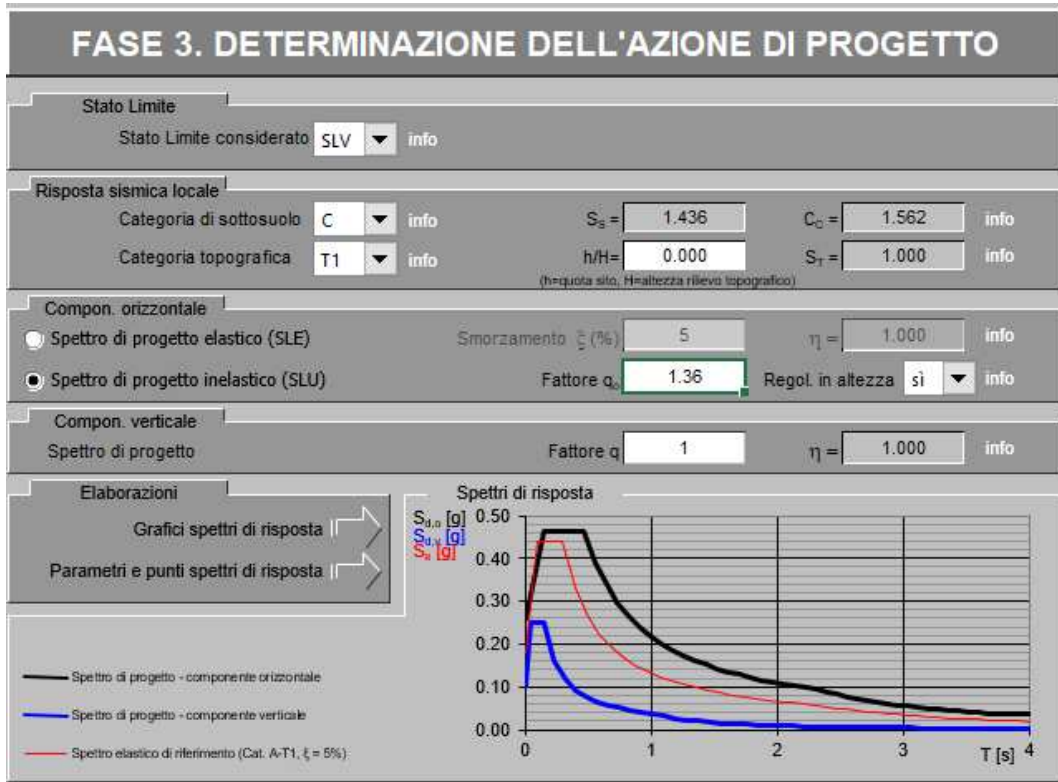 FASE 3. DETERMINAZIONE DELL'AZIONE DI PROGETTO
Stato Limite
Stato Limite considerato SLV info
Risposta sismica locale
Categoria di sottosuolo C info S_S = 1.436 C_C = 1.562 info
Categoria topografica T1 info h/H= 0.000 S_T = 1.000 info
(h=quota sito, H=altezza rilievo topografico)
Compon. orizzontale
Spettro di progetto elastico (SLE) Smorzamento ξ (%) 5 η = 1.000 info
Spettro di progetto inelastico (SLU) Fattore q_o 1.36 Regol. in altezza sì info
Compon. verticale
Spettro di progetto Fattore q 1 η = 1.000 info
Elaborazioni
Grafici spettri di risposta
Parametri e punti spettri di risposta
Spettri di risposta
S_d,o [g]
S_d,v [g]
S_e [g]
0.50
0.40
0.30
0.20
0.10
0.00
0 1 2 3 4
T [s]
Spettro di progetto - componente orizzontale
Spettro di progetto - componente verticale
Spettro elastico di riferimento (Cat. A-T1, ξ = 5%)